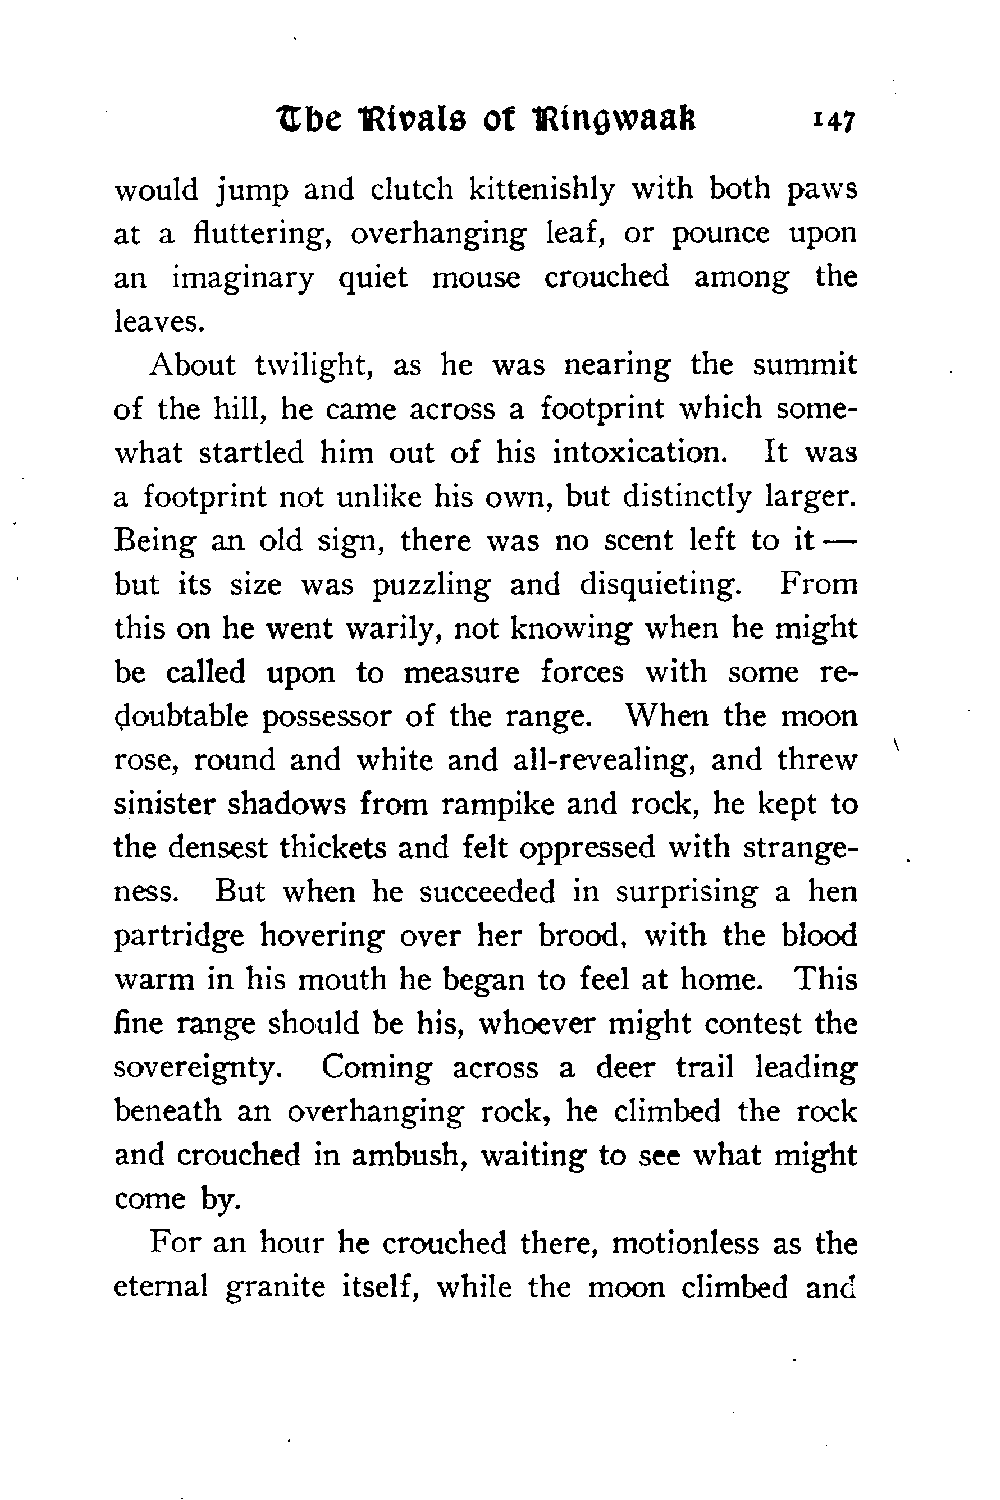 The Rivals of Ringwaak 147
would jump and clutch kittenishly with both paws
at a fluttering, overhanging leaf, or pounce upon
an imaginary quiet mouse crouched among the
leaves.
About twilight, as he was nearing the summit
of the hill, he came across a footprint which some-
what startled him out of his intoxication. It was
a footprint not unlike his own, but distinctly larger.
Being an old sign, there was no scent left to it —
but its size was puzzling and disquieting. From
this on he went warily, not knowing when he might
be called upon to measure forces with some re-
doubtable possessor of the range. When the moon
rose, round and white and all-revealing, and threw
sinister shadows from rampike and rock, he kept to
the densest thickets and felt oppressed with strange-
ness. But when he succeeded in surprising a hen
partridge hovering over her brood, with the blood
warm in his mouth he began to feel at home. This
fine range should be his, whoever might contest the
sovereignty. Coming across a deer trail leading
beneath an overhanging rock, he climbed the rock
and crouched in ambush, waiting to see what might
come by.
For an hour he crouched there, motionless as the
eternal granite itself, while the moon climbed and